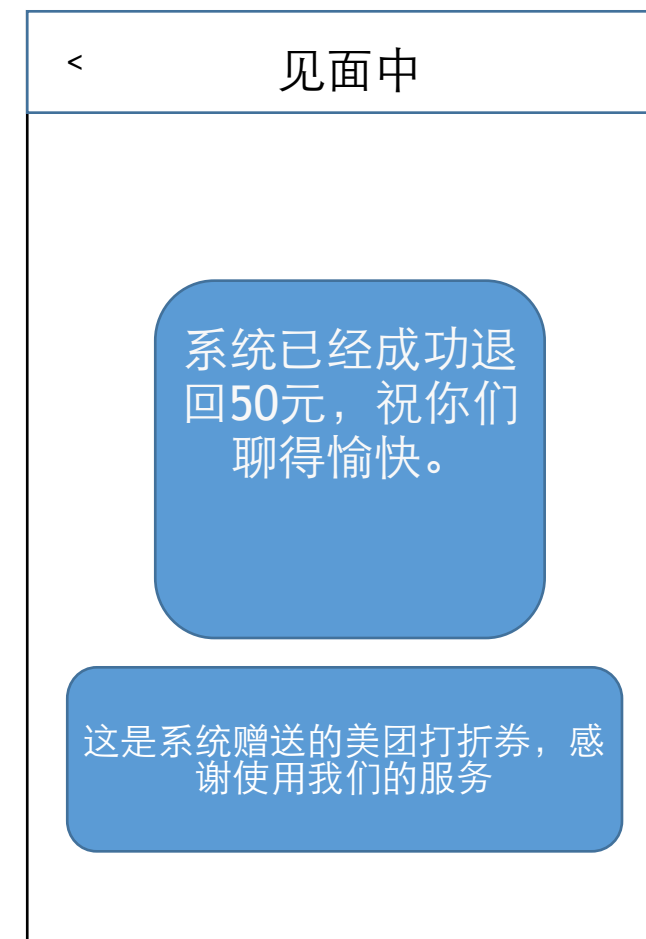 <
见面中
系统已经成功退
回50元，祝你们
聊得愉快。
这是系统赠送的美团打折券，感
谢使用我们的服务